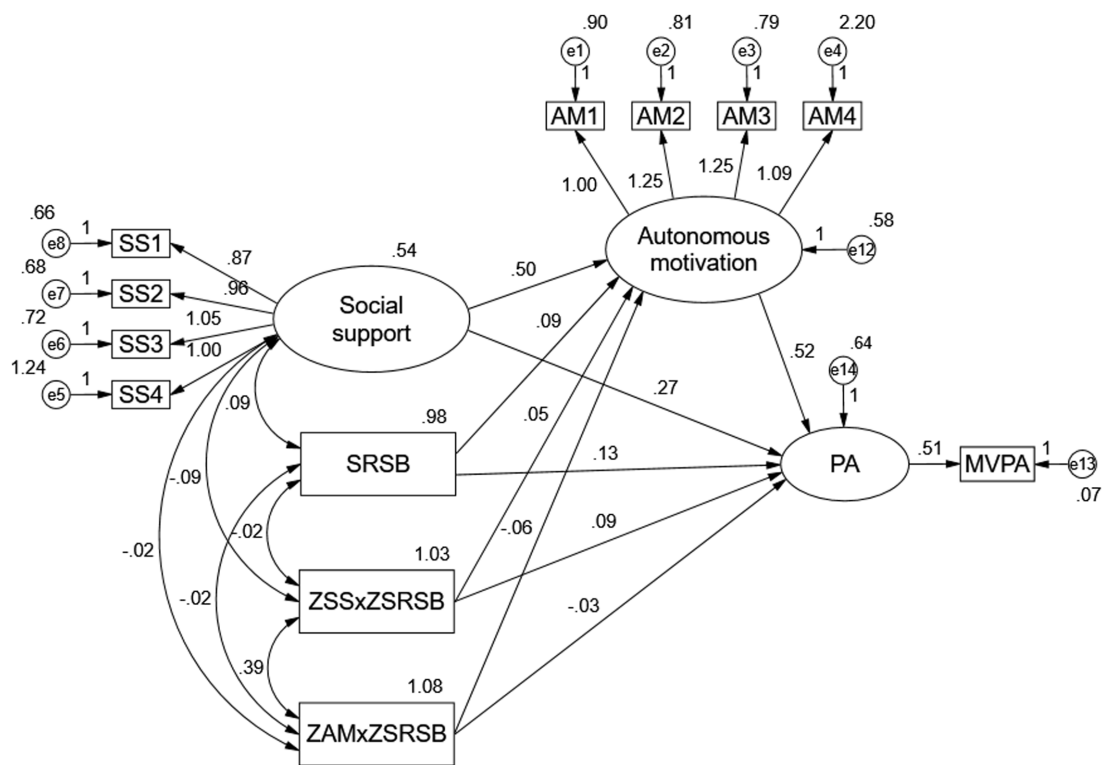 .90 .81 .79 2.20
e1 e2 e3 e4
1 1 1 1
AM1 AM2 AM3 AM4
1.00 1.25 1.25 1.09
Autonomous
motivation
1 e12 .58
.66
e8 1 SS1 .87
.68
e7 1 SS2 .96
.72
e6 1 SS3 1.05
1.24
e5 1 SS4 1.00
.54
Social
support
.50
.09
.27
.05
.52
.64
e14
1
.98
SRSB
.13
PA
.51
MVPA
1
e13
.07
.09
-.09
-.02
-.02
-.02
1.03
ZSSxZSRSB
-.06
.09
-.03
.39
1.08
ZAMxZSRSB